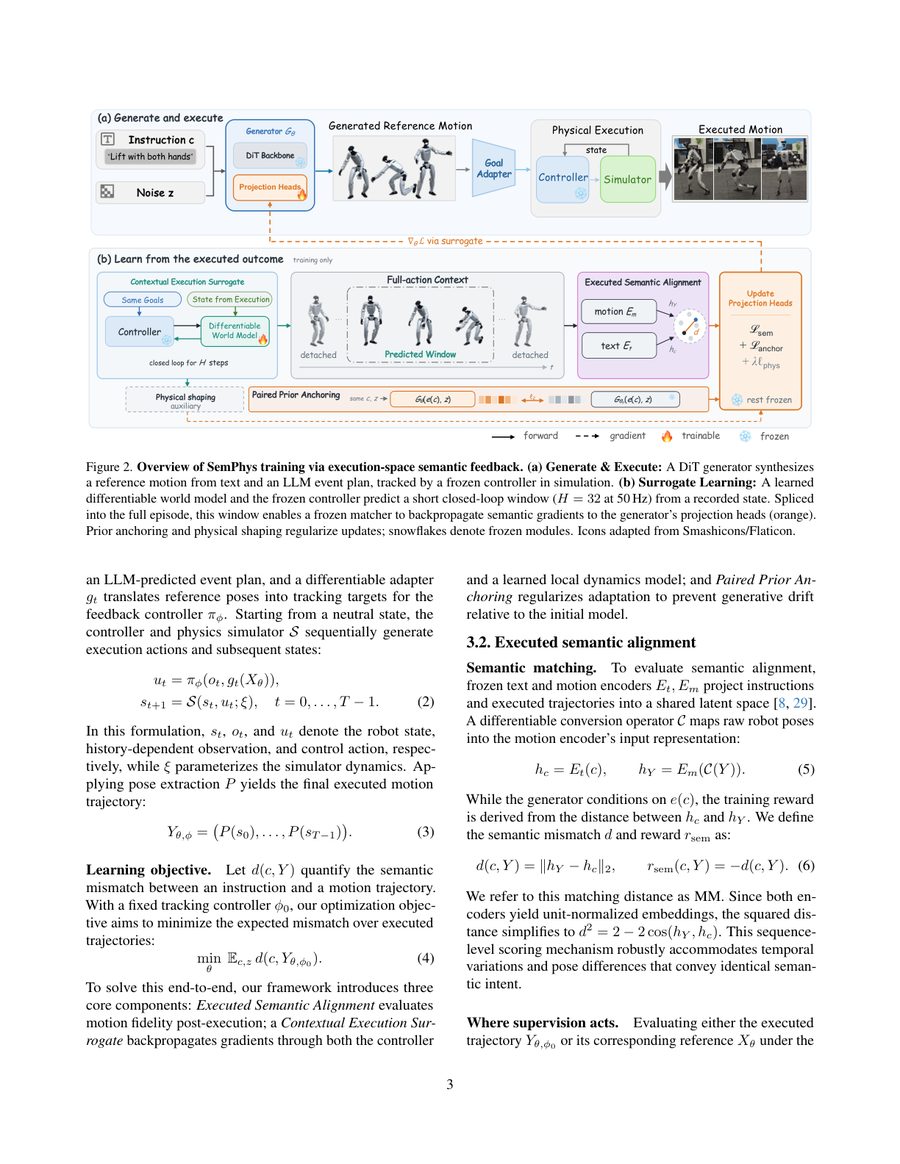 (a) Generate and execute
Instruction c
'Lift with both hands'
Noise z
Generator Gθ
DiT Backbone
Projection Heads
Generated Reference Motion
Goal
Adapter
Physical Execution
state
Controller
Simulator
Executed Motion
∇θ ℒ via surrogate
(b) Learn from the executed outcome training only
Contextual Execution Surrogate
Same Goals
State from Execution
Controller
Differentiable
World Model
closed loop for H steps
Full-action Context
detached
Predicted Window
detached
t
Executed Semantic Alignment
motion Em
text Et
hY
hc
d
Update
Projection Heads
ℒsem
+ ℒanchor
+ λℓphys
rest frozen
Physical shaping
auxiliary
Paired Prior Anchoring same c, z
Gθ(e(c), z)
Gθ₀(e(c), z)
forward
gradient
trainable
frozen
Figure 2. Overview of SemPhys training via execution-space semantic feedback. (a) Generate & Execute: A DiT generator synthesizes
a reference motion from text and an LLM event plan, tracked by a frozen controller in simulation. (b) Surrogate Learning: A learned
differentiable world model and the frozen controller predict a short closed-loop window (H = 32 at 50 Hz) from a recorded state. Spliced
into the full episode, this window enables a frozen matcher to backpropagate semantic gradients to the generator's projection heads (orange).
Prior anchoring and physical shaping regularize updates; snowflakes denote frozen modules. Icons adapted from Smashicons/Flaticon.
an LLM-predicted event plan, and a differentiable adapter
gt translates reference poses into tracking targets for the
feedback controller πϕ. Starting from a neutral state, the
controller and physics simulator S sequentially generate
execution actions and subsequent states:
ut = πϕ(ot, gt(Xθ)),
st+1 = S(st, ut; ξ), t = 0, . . . , T − 1. (2)
In this formulation, st, ot, and ut denote the robot state,
history-dependent observation, and control action, respec-
tively, while ξ parameterizes the simulator dynamics. Ap-
plying pose extraction P yields the final executed motion
trajectory:
Yθ,ϕ = (P(s0), . . . , P(sT−1)). (3)
Learning objective. Let d(c, Y) quantify the semantic
mismatch between an instruction and a motion trajectory.
With a fixed tracking controller ϕ0, our optimization objec-
tive aims to minimize the expected mismatch over executed
trajectories:
min θ Ec,z d(c, Yθ,ϕ0). (4)
To solve this end-to-end, our framework introduces three
core components: Executed Semantic Alignment evaluates
motion fidelity post-execution; a Contextual Execution Sur-
rogate backpropagates gradients through both the controller
and a learned local dynamics model; and Paired Prior An-
choring regularizes adaptation to prevent generative drift
relative to the initial model.
3.2. Executed semantic alignment
Semantic matching. To evaluate semantic alignment,
frozen text and motion encoders Et, Em project instructions
and executed trajectories into a shared latent space [8, 29].
A differentiable conversion operator C maps raw robot poses
into the motion encoder's input representation:
hc = Et(c), hY = Em(C(Y)). (5)
While the generator conditions on e(c), the training reward
is derived from the distance between hc and hY. We define
the semantic mismatch d and reward rsem as:
d(c, Y) = ∥hY − hc∥2, rsem(c, Y) = −d(c, Y). (6)
We refer to this matching distance as MM. Since both en-
coders yield unit-normalized embeddings, the squared dis-
tance simplifies to d² = 2 − 2 cos(hY, hc). This sequence-
level scoring mechanism robustly accommodates temporal
variations and pose differences that convey identical seman-
tic intent.
Where supervision acts. Evaluating either the executed
trajectory Yθ,ϕ0 or its corresponding reference Xθ under the
3